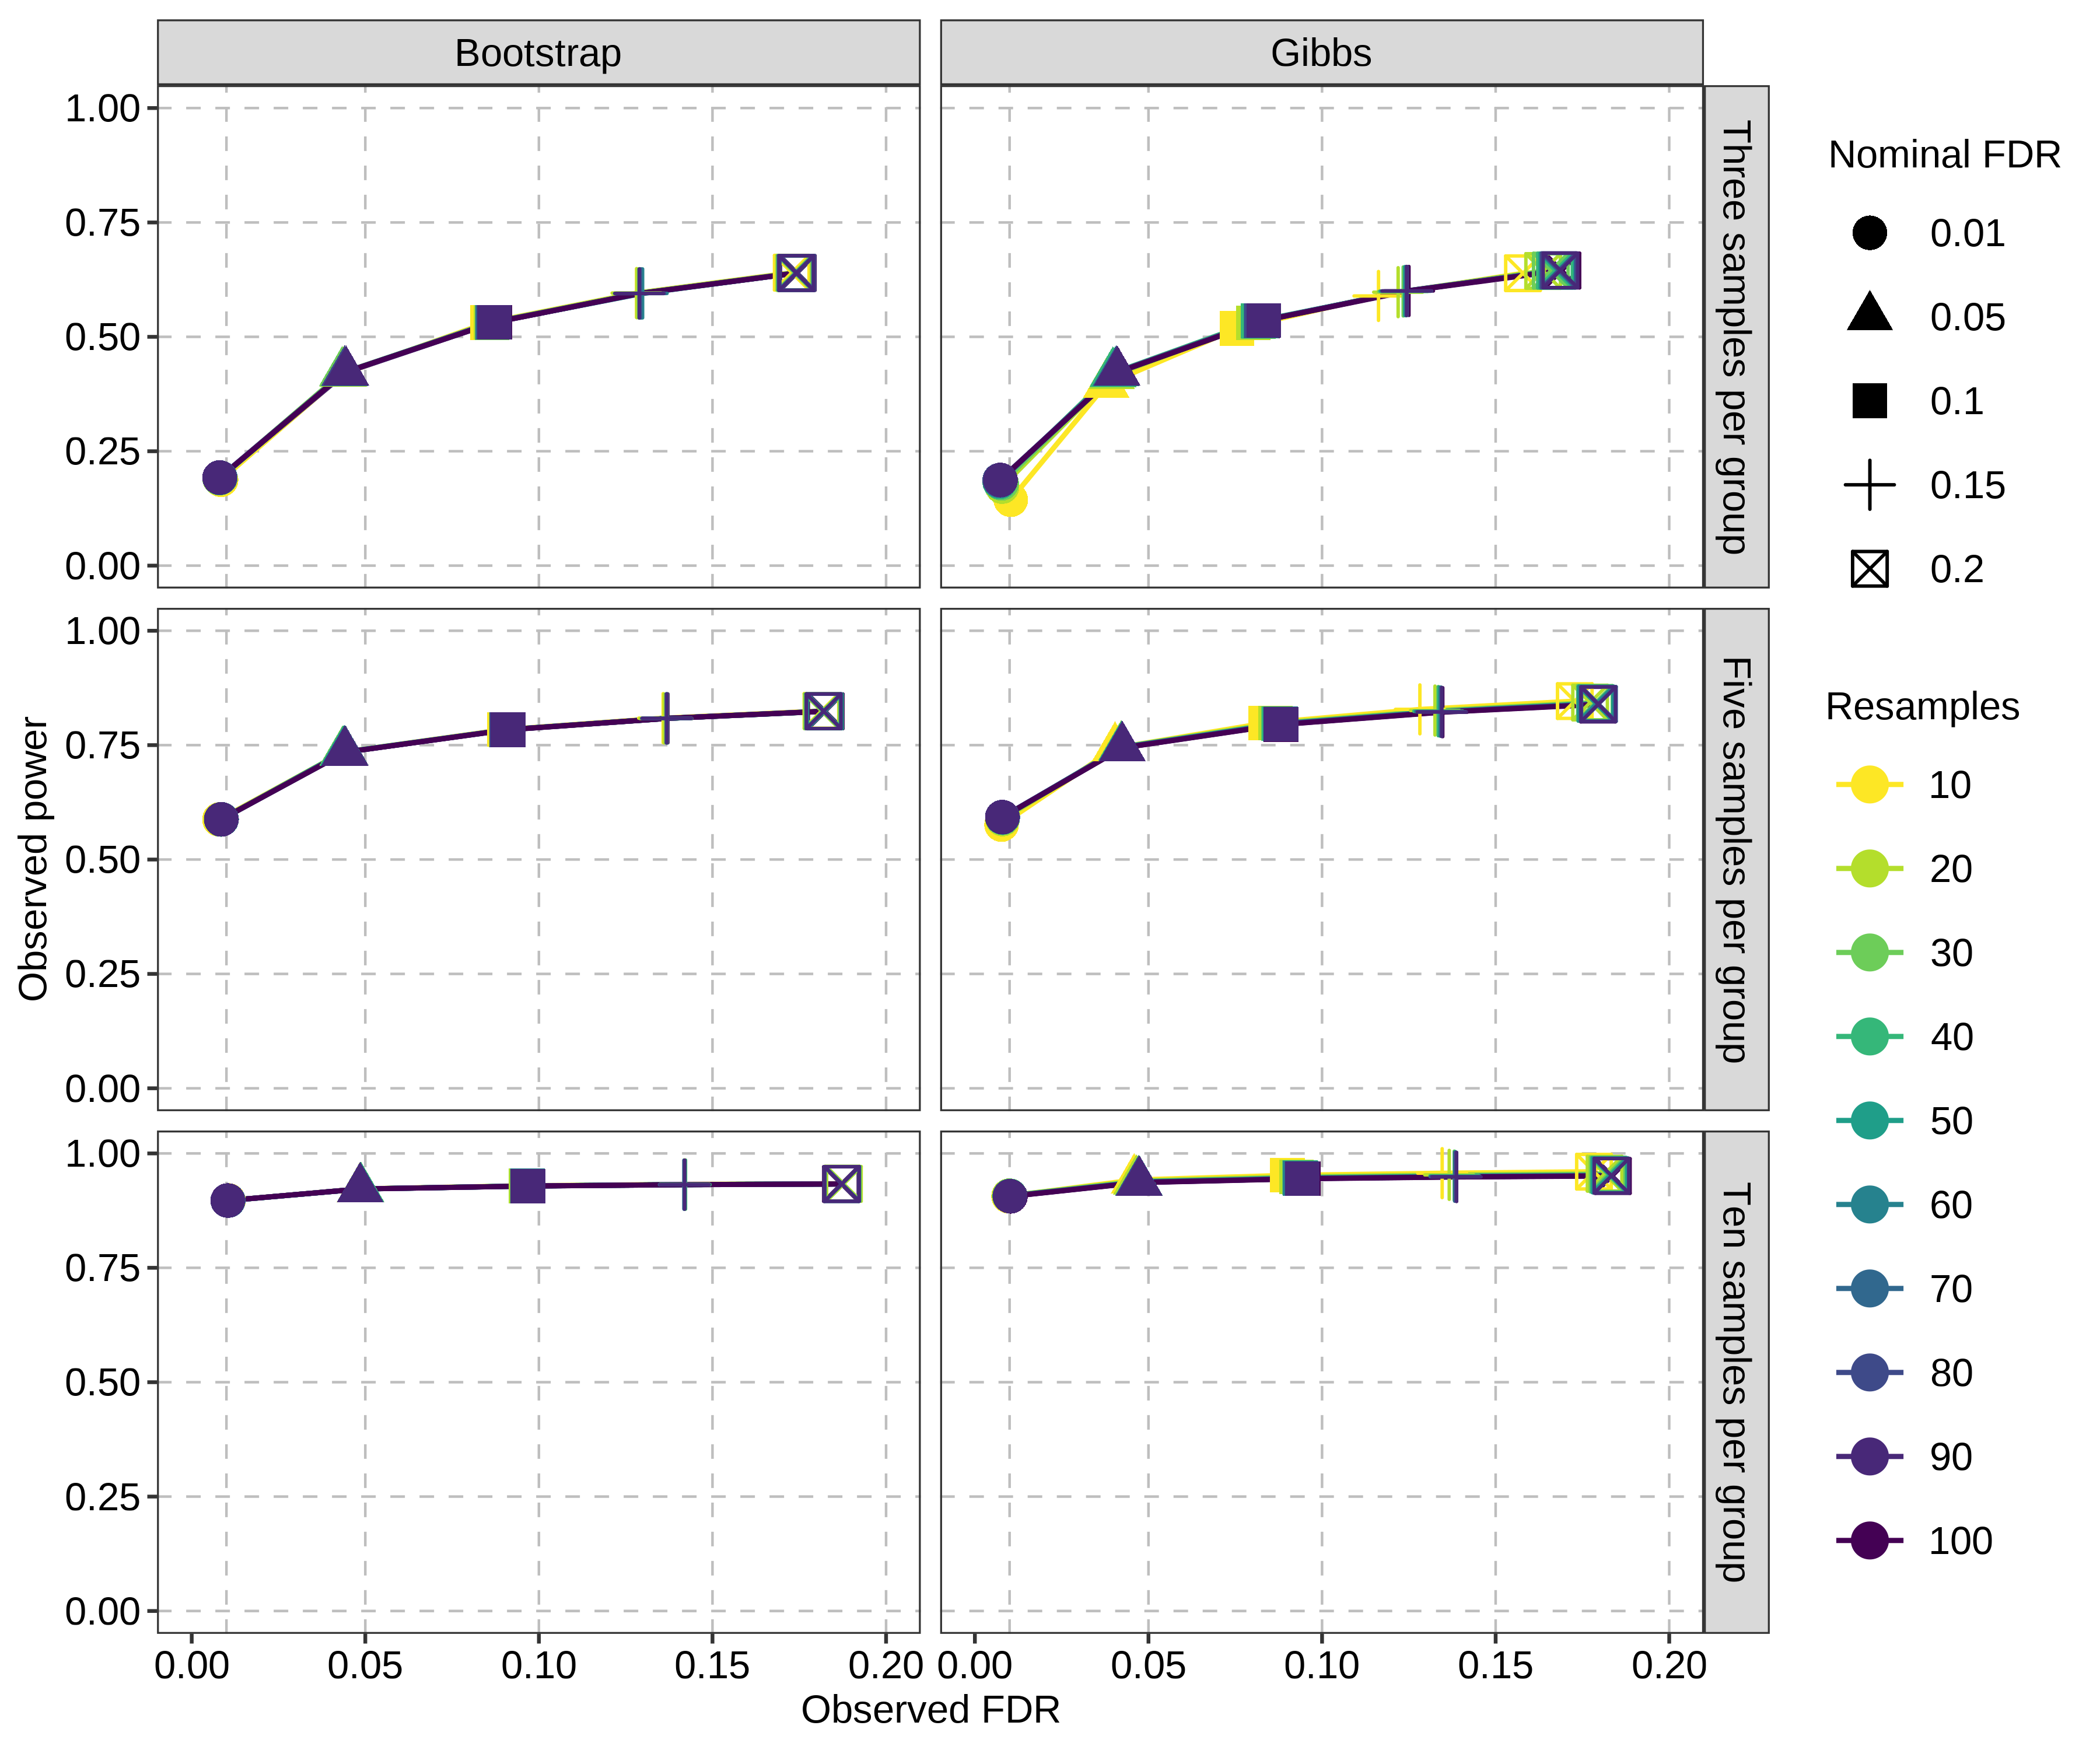 Bootstrap
Gibbs
1.00
0.75
0.50
0.25
0.00
Three samples per group
1.00
0.75
0.50
0.25
0.00
Five samples per group
1.00
0.75
0.50
0.25
0.00
Ten samples per group
Observed power
0.00 0.05 0.10 0.15 0.20
0.00 0.05 0.10 0.15 0.20
Observed FDR
Nominal FDR
0.01
0.05
0.1
0.15
0.2
Resamples
10
20
30
40
50
60
70
80
90
100